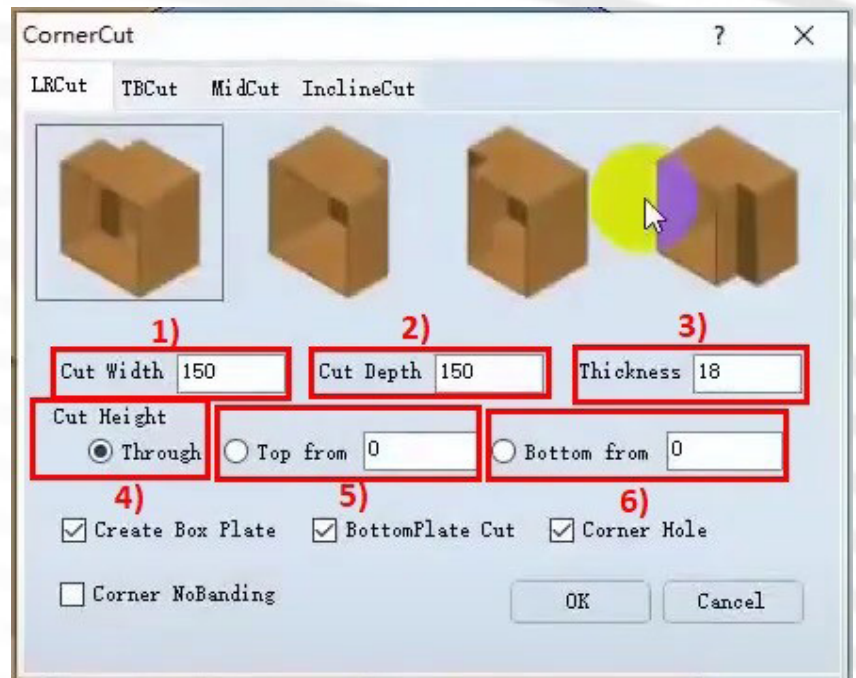 CornerCut ?
LRCut TBCut MidCut InclineCut
1) 2) 3)
Cut Width 150 Cut Depth 150 Thickness 18
Cut Height
Through Top from 0 Bottom from 0
4) 5) 6)
Create Box Plate BottomPlate Cut Corner Hole
Corner NoBanding OK Cancel